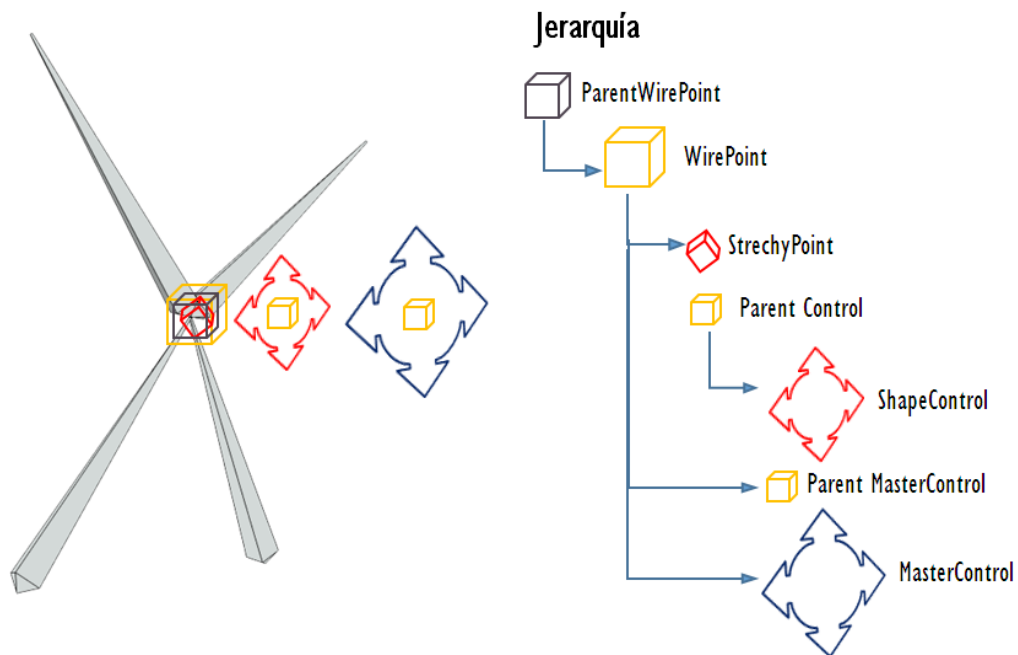 Jerarquía
ParentWirePoint
WirePoint
StrechyPoint
Parent Control
ShapeControl
Parent MasterControl
MasterControl